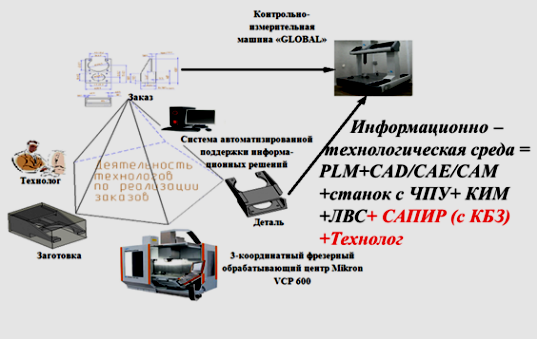 Контрольно-
измерительная
машина «GLOBAL»
Заказ
Система автоматизированной
поддержки информа-
ционных решений
Технолог
Деятельность
технологов
по реализации
заказов
Деталь
Заготовка
3-координатный фрезерный
обрабатывающий центр Mikron
VCP 600
Информационно –
технологическая среда =
PLM+CAD/CAE/CAM
+станок с ЧПУ+ КИМ
+ЛВС+ САПИР (с КБЗ)
+Технолог